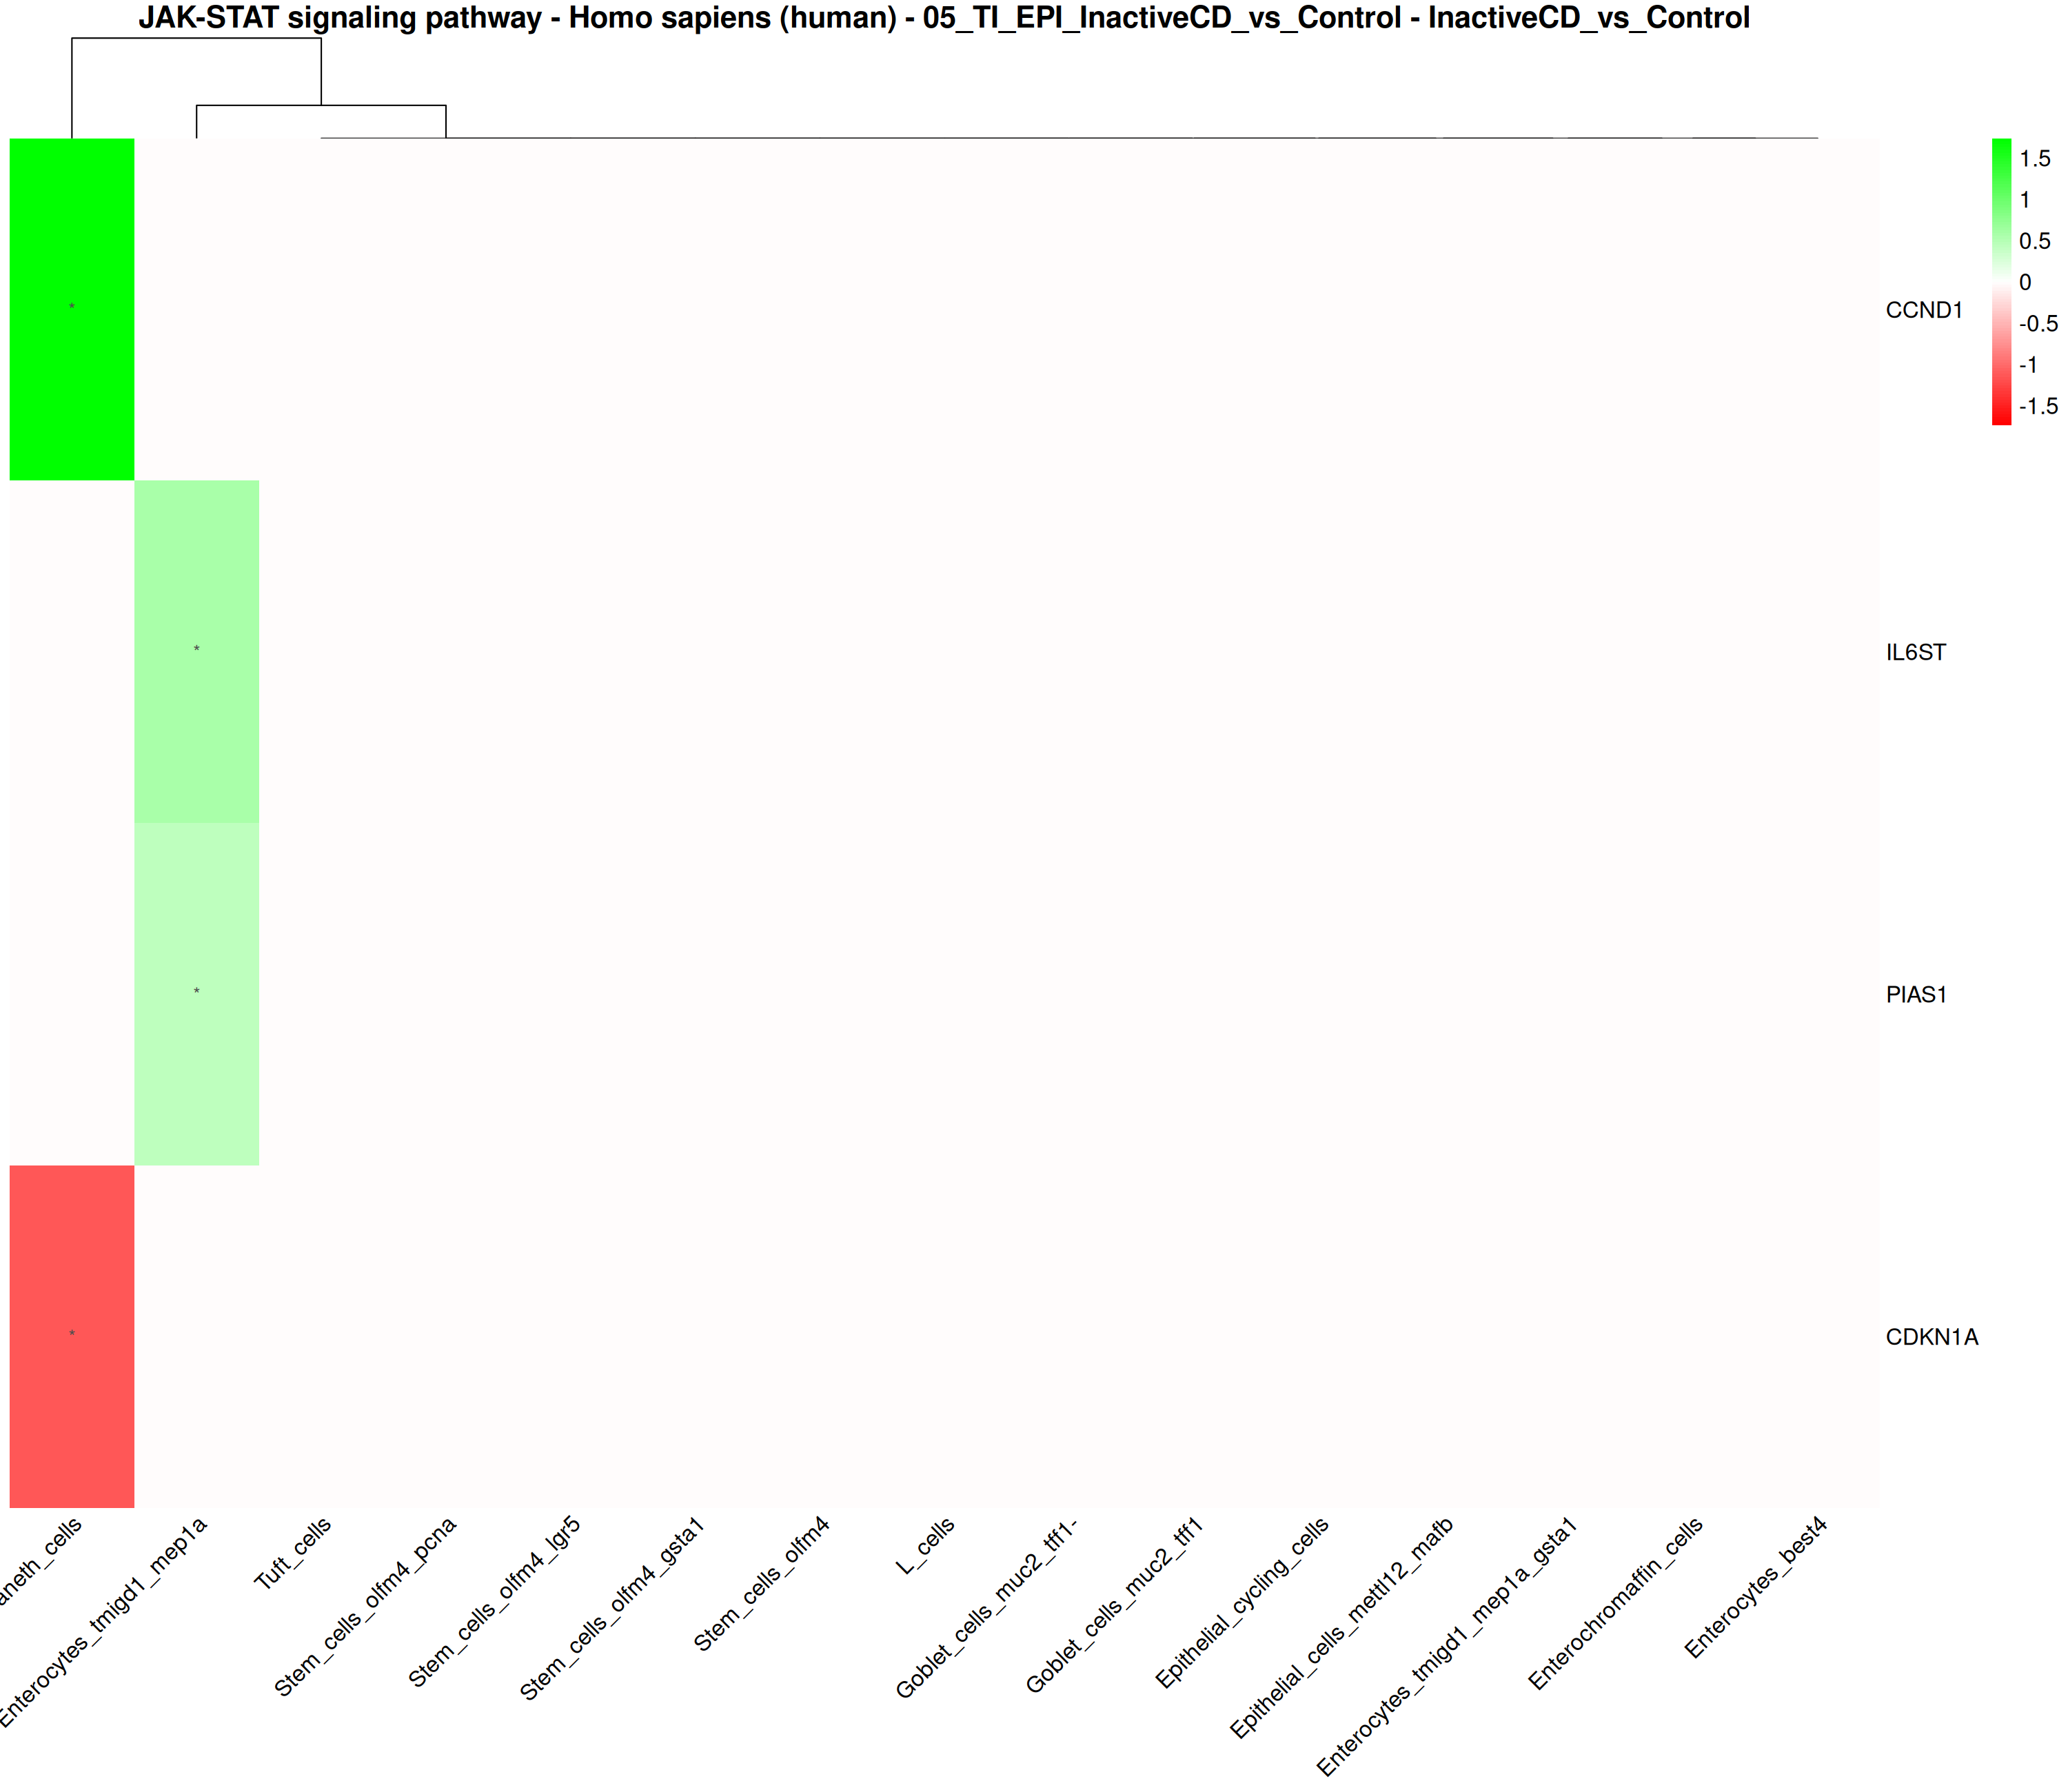 JAK-STAT signaling pathway - Homo sapiens (human) - 05_TI_EPI_InactiveCD_vs_Control - InactiveCD_vs_Control
1.5
1
0.5
0
-0.5
-1
-1.5
*
CCND1
*
IL6ST
*
PIAS1
*
CDKN1A
aneth_cells
Enterocytes_tmigd1_mep1a
Tuft_cells
Stem_cells_olfm4_pcna
Stem_cells_olfm4_lgr5
Stem_cells_olfm4_gsta1
Stem_cells_olfm4
L_cells
Goblet_cells_muc2_tff1-
Goblet_cells_muc2_tff1
Epithelial_cycling_cells
Epithelial_cells_mettl12_mafb
Enterocytes_tmigd1_mep1a_gsta1
Enterochromaffin_cells
Enterocytes_best4